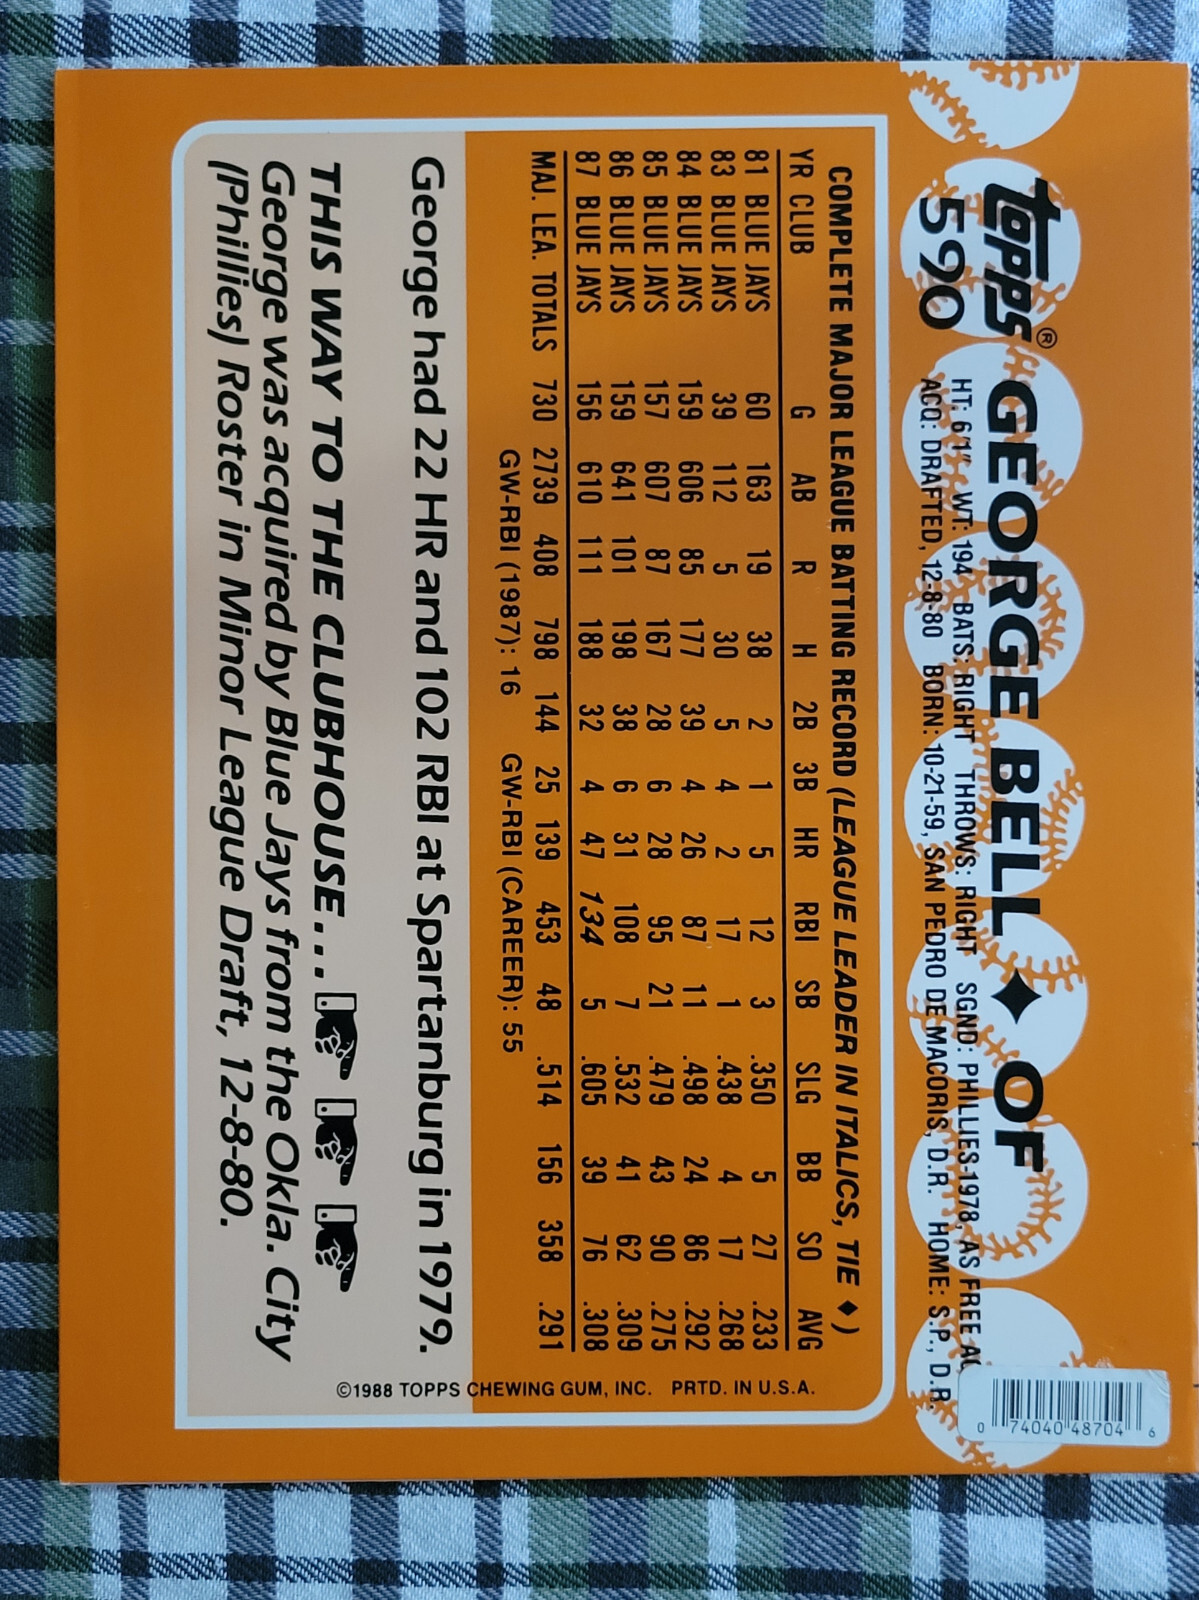 topps® GEORGE BELL ♦ OF
590
HT: 6'1" WT: 194 BATS: RIGHT THROWS: RIGHT SGND: PHILLIES-1978, AS FREE
ACQ: DRAFTED, 12-8-80 BORN: 10-21-59, SAN PEDRO DE MACORIS, D.R. HOME: S.P., D.R.
0 74040 48704 6
COMPLETE MAJOR LEAGUE BATTING RECORD (LEAGUE LEADER IN ITALICS, TIE ♦)
YR CLUB G AB R H 2B 3B HR RBI SB SLG BB SO AVG
81 BLUE JAYS 60 163 19 38 2 1 5 12 3 .350 5 27 .233
83 BLUE JAYS 39 112 5 30 5 4 2 17 1 .438 4 17 .268
84 BLUE JAYS 159 606 85 177 39 4 26 87 11 .498 24 86 .292
85 BLUE JAYS 157 607 87 167 28 6 28 95 21 .479 43 90 .275
86 BLUE JAYS 159 641 101 198 38 6 31 108 7 .532 41 62 .309
87 BLUE JAYS 156 610 111 188 32 4 47 134 5 .605 39 76 .308
MAJ. LEA. TOTALS 730 2739 408 798 144 25 139 453 48 .514 156 358 .291
GW-RBI (1987): 16 GW-RBI (CAREER): 55
George had 22 HR and 102 RBI at Spartanburg in 1979.
THIS WAY TO THE CLUBHOUSE...
George was acquired by Blue Jays from the Okla. City
(Phillies) Roster in Minor League Draft, 12-8-80.
©1988 TOPPS CHEWING GUM, INC. PRTD. IN U.S.A.